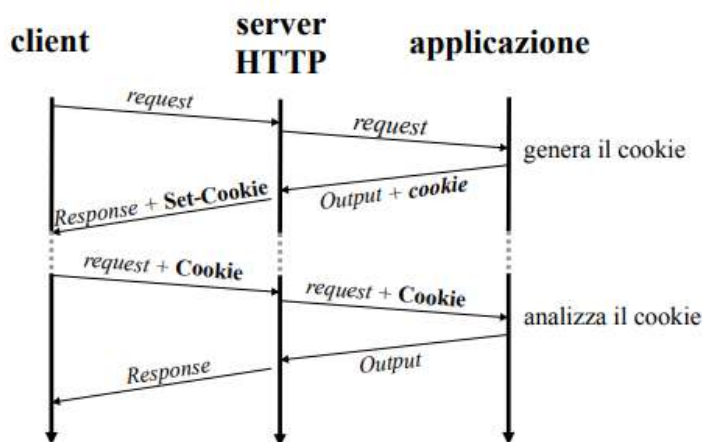 client
server
HTTP
applicazione
request
request
genera il cookie
Output + cookie
Response + Set-Cookie
request + Cookie
request + Cookie
analizza il cookie
Output
Response